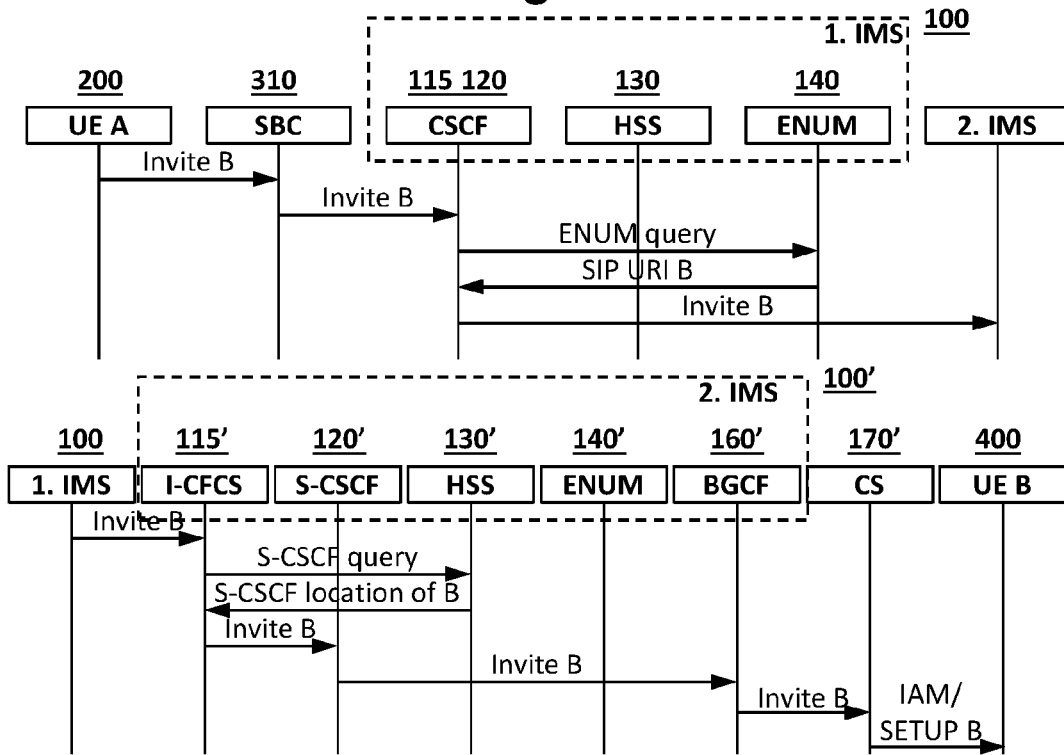 1. IMS
100
200
310
115 120
130
140
UE A
SBC
CSCF
HSS
ENUM
2. IMS
Invite B
Invite B
ENUM query
SIP URI B
Invite B
2. IMS
100’
100
115’
120’
130’
140’
160’
170’
400
1. IMS
I-CFCS
S-CSCF
HSS
ENUM
BGCF
CS
UE B
Invite B
S-CSCF query
S-CSCF location of B
Invite B
Invite B
Invite B
IAM/
SETUP B